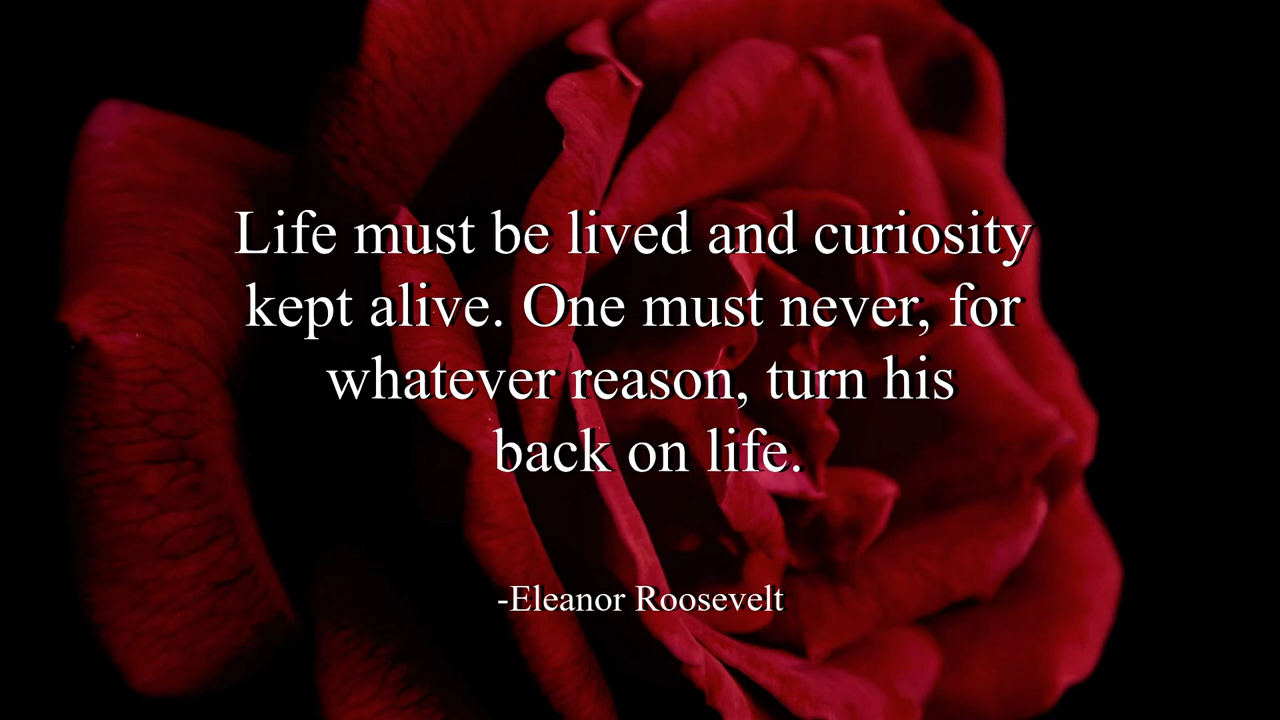 Life must be lived and curiosity
kept alive. One must never, for
whatever reason, turn his
back on life.
-Eleanor Roosevelt